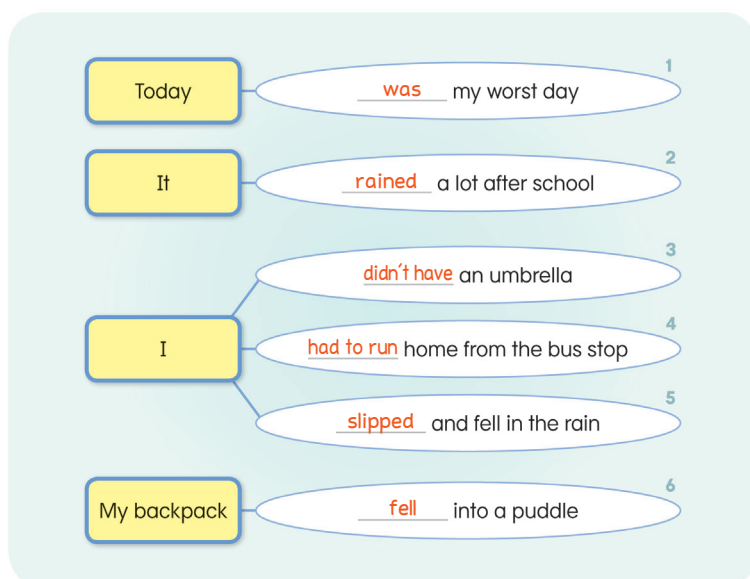 1
Today was my worst day
2
It rained a lot after school
3
didn't have an umbrella
4
I had to run home from the bus stop
5
slipped and fell in the rain
6
My backpack fell into a puddle